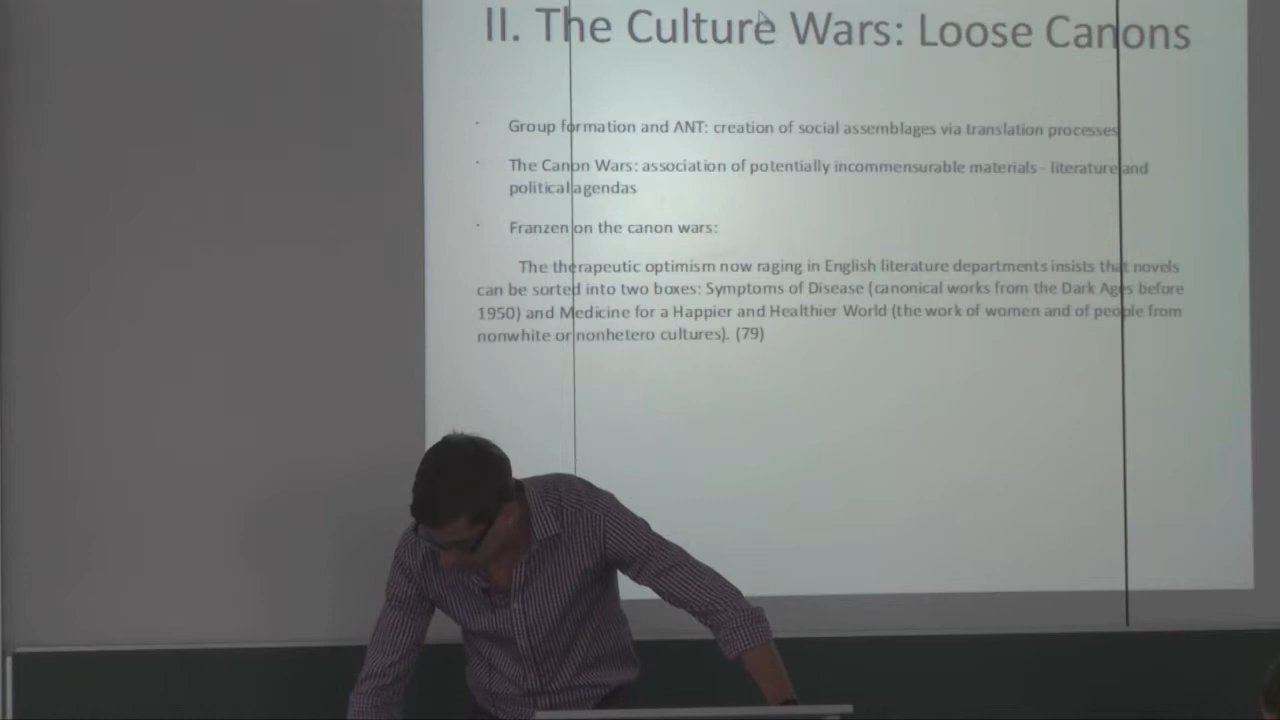 II. The Culture Wars: Loose Canons
· Group formation and ANT: creation of social assemblages via translation processes
· The Canon Wars: association of potentially incommensurable materials - literature and
political agendas
· Franzen on the canon wars:
The therapeutic optimism now raging in English literature departments insists that novels
can be sorted into two boxes: Symptoms of Disease (canonical works from the Dark Ages before
1950) and Medicine for a Happier and Healthier World (the work of women and of people from
nonwhite or nonhetero cultures). (79)